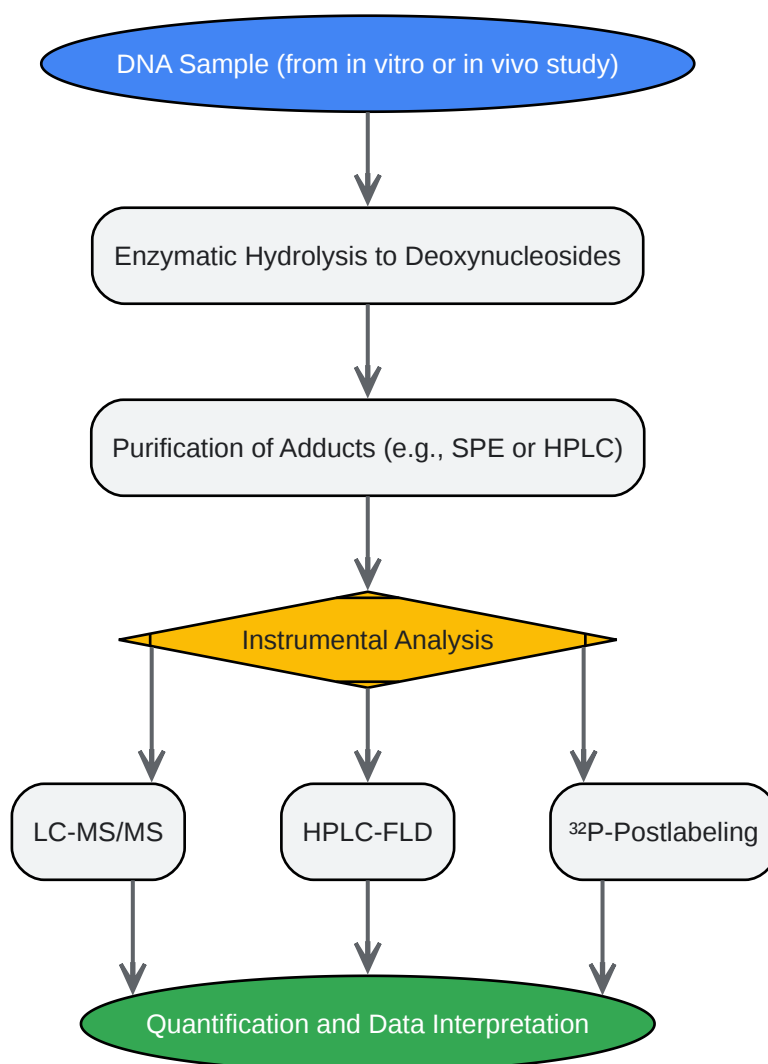 DNA Sample (from in vitro or in vivo study)
Enzymatic Hydrolysis to Deoxynucleosides
Purification of Adducts (e.g., SPE or HPLC)
Instrumental Analysis
LC-MS/MS
HPLC-FLD
³²P-Postlabeling
Quantification and Data Interpretation